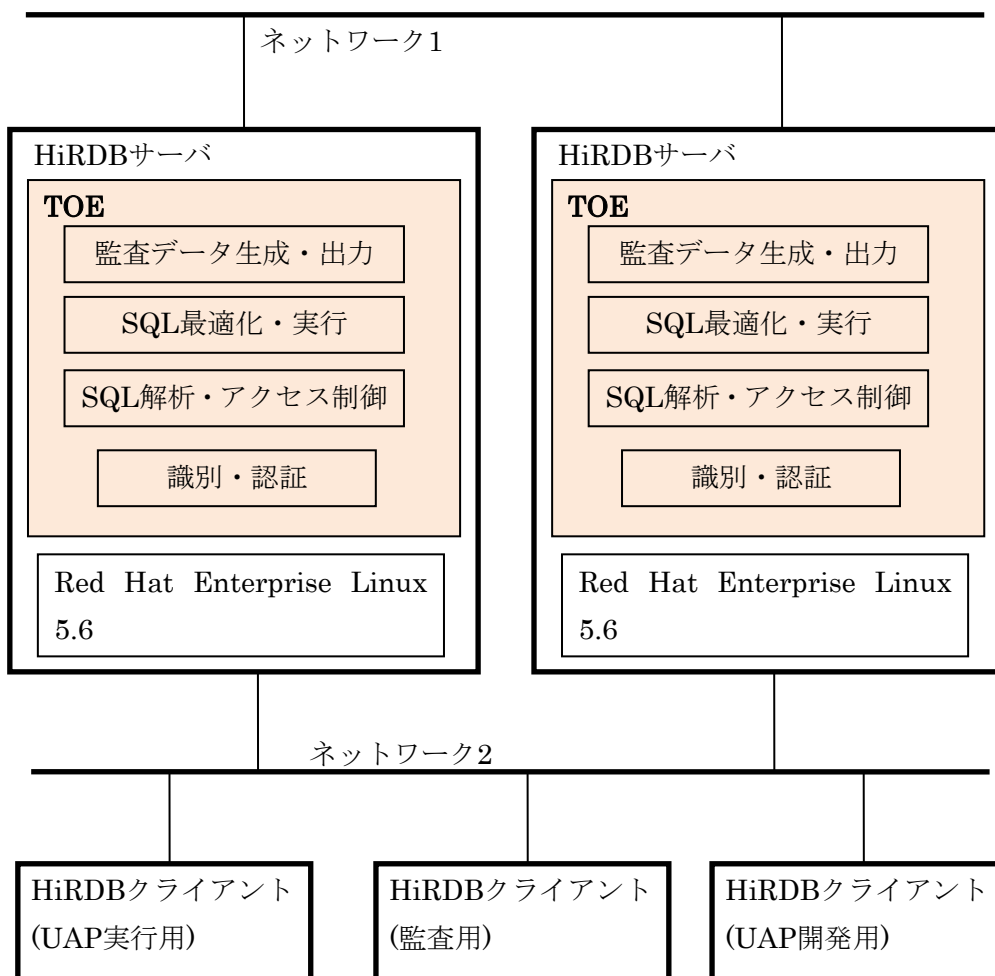 ネットワーク1
HiRDBサーバ
TOE
監査データ生成・出力
SQL最適化・実行
SQL解析・アクセス制御
識別・認証
Red Hat Enterprise Linux
5.6
HiRDBサーバ
TOE
監査データ生成・出力
SQL最適化・実行
SQL解析・アクセス制御
識別・認証
Red Hat Enterprise Linux
5.6
ネットワーク2
HiRDBクライアント
(UAP実行用)
HiRDBクライアント
(監査用)
HiRDBクライアント
(UAP開発用)